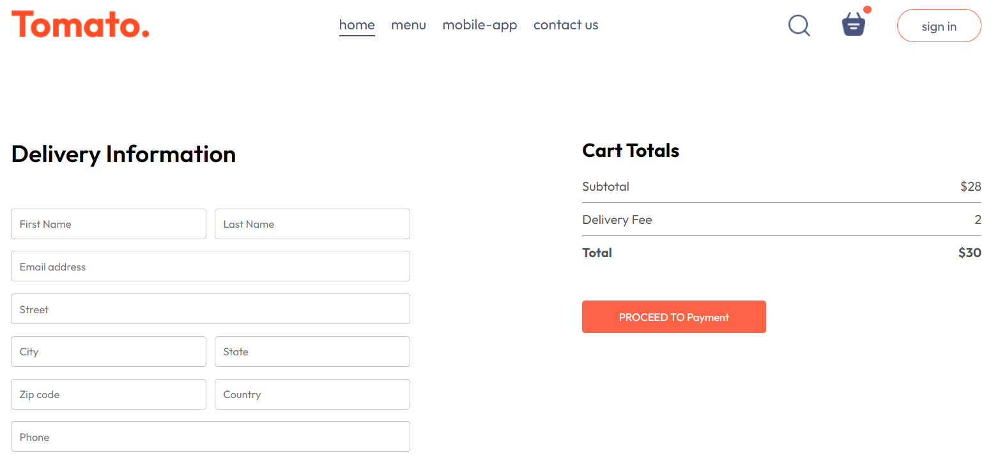 Tomato.
home menu mobile-app contact us
sign in
Delivery Information
First Name Last Name
Email address
Street
City State
Zip code Country
Phone
Cart Totals
Subtotal $28
Delivery Fee 2
Total $30
PROCEED TO Payment